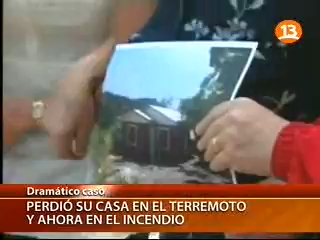 13
Dramático caso
PERDIÓ SU CASA EN EL TERREMOTO
Y AHORA EN EL INCENDIO